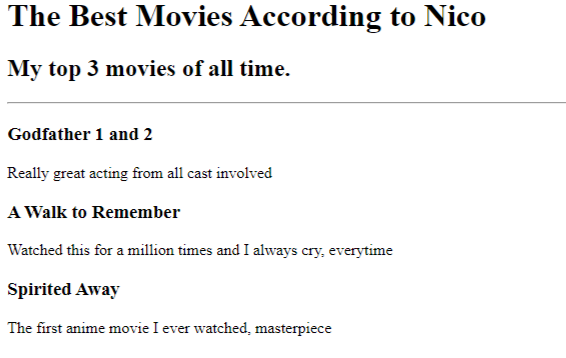 The Best Movies According to Nico
My top 3 movies of all time.
Godfather 1 and 2
Really great acting from all cast involved
A Walk to Remember
Watched this for a million times and I always cry, everytime
Spirited Away
The first anime movie I ever watched, masterpiece